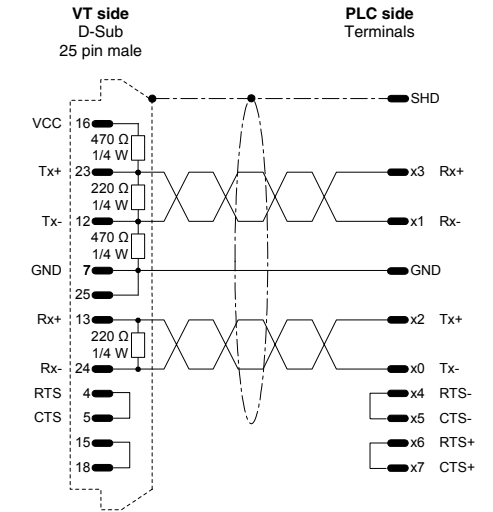 VT side
D-Sub
25 pin male
PLC side
Terminals
SHD
VCC 16
470 Ω
1/4 W
Tx+ 23
x3 Rx+
220 Ω
1/4 W
Tx- 12
x1 Rx-
470 Ω
1/4 W
GND 7
GND
25
Rx+ 13
x2 Tx+
220 Ω
1/4 W
Rx- 24
x0 Tx-
RTS 4
x4 RTS-
CTS 5
x5 CTS-
15
x6 RTS+
18
x7 CTS+